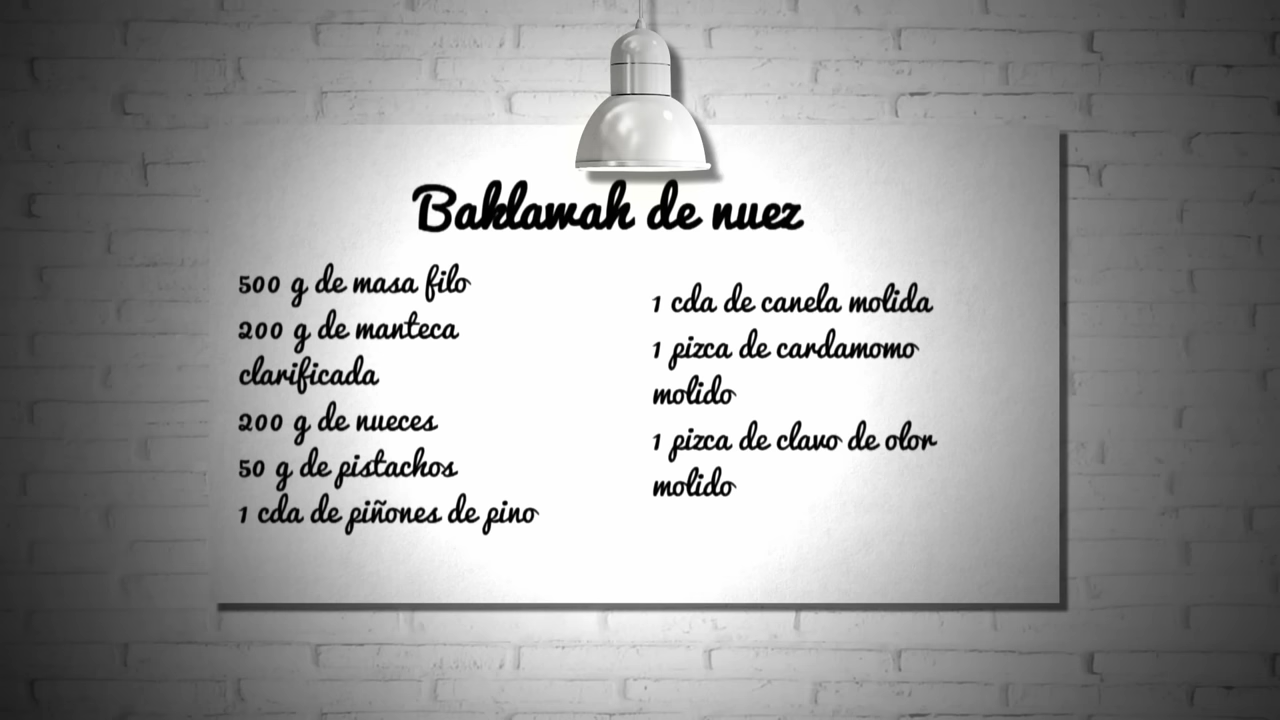 Baklawah de nuez
500 g de masa filo
200 g de manteca
clarificada
200 g de nueces
50 g de pistachos
1 cda de piñones de pino
1 cda de canela molida
1 pizca de cardamomo
molido
1 pizca de clavo de olor
molido